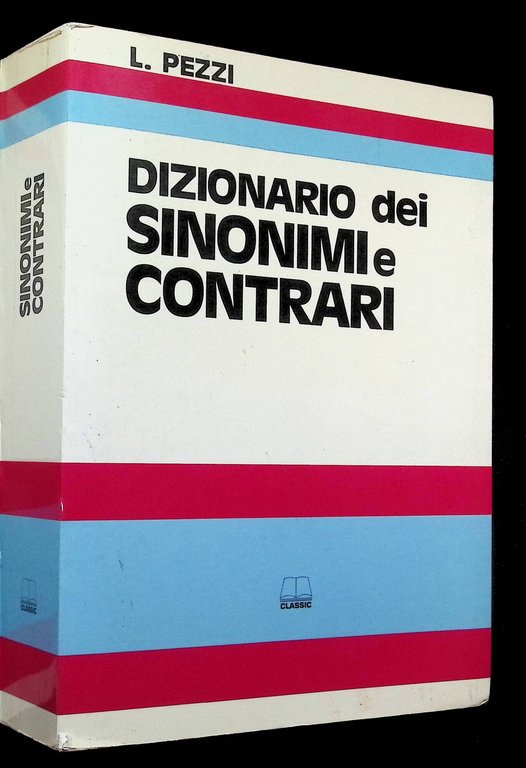 L. PEZZI
DIZIONARIO dei
SINONIMI e
CONTRARI
CLASSIC
SINONIMI e
CONTRARI
CLASSIC